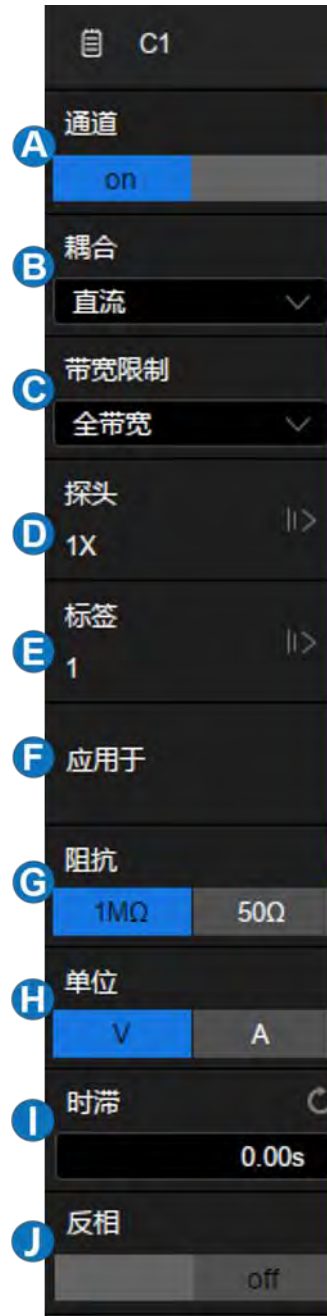 C1
A
通道
on
B
耦合
直流
C
带宽限制
全带宽
D
探头
1X
E
标签
1
F
应用于
G
阻抗
1MΩ 50Ω
H
单位
V A
I
时滞
0.00s
J
反相
off